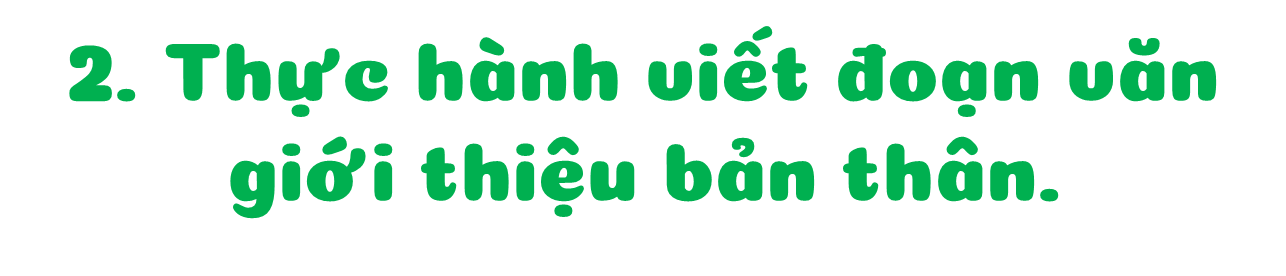 2. Thực hành viết đoạn văn
giới thiệu bản thân.